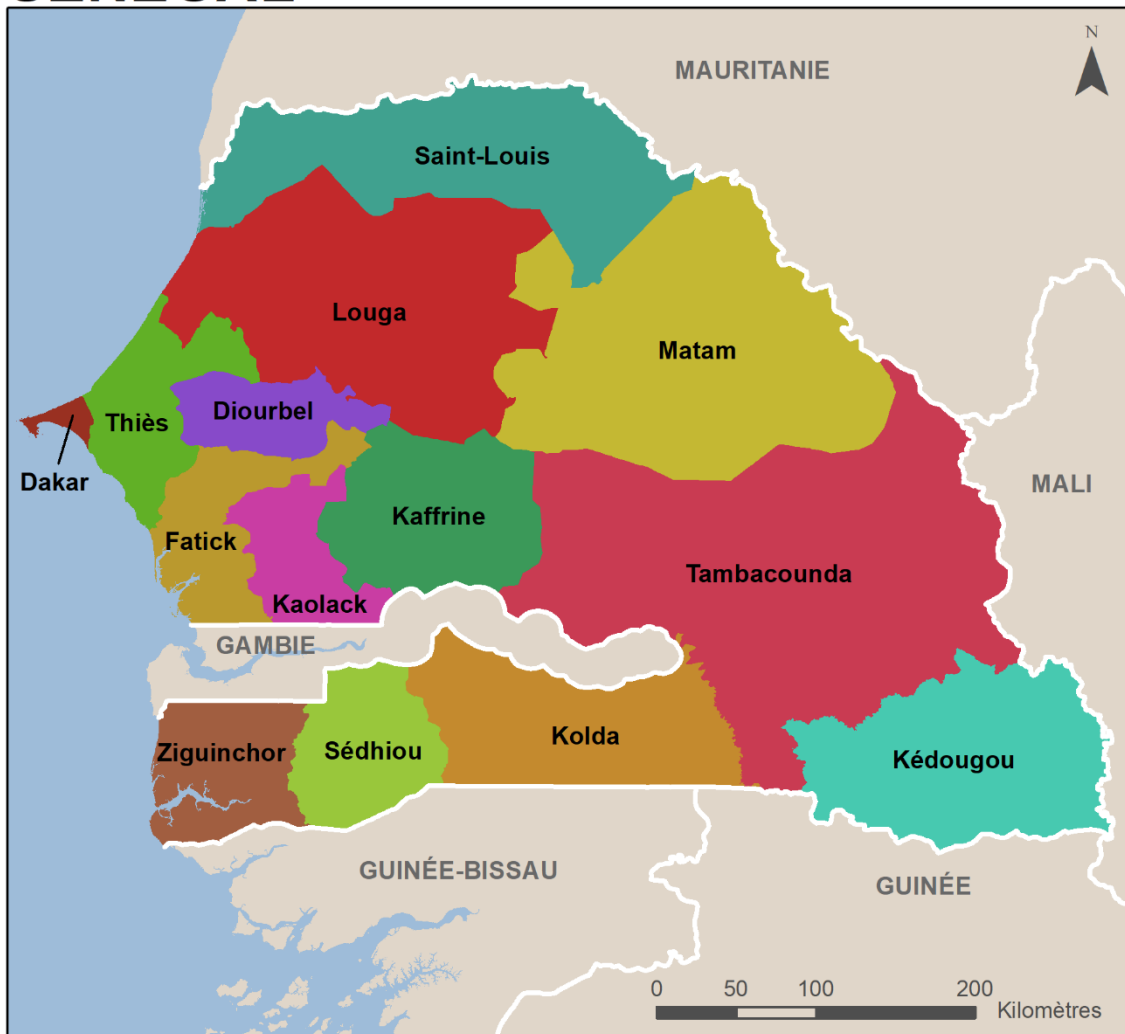 SÉNÉGAL
N
MAURITANIE
Saint-Louis
Louga
Matam
Diourbel
Thiès
Dakar
MALI
Kaffrine
Fatick
Tambacounda
Kaolack
GAMBIE
Kolda
Sédhiou
Ziguinchor
Kédougou
GUINÉE-BISSAU
GUINÉE
0 50 100 200
Kilomètres